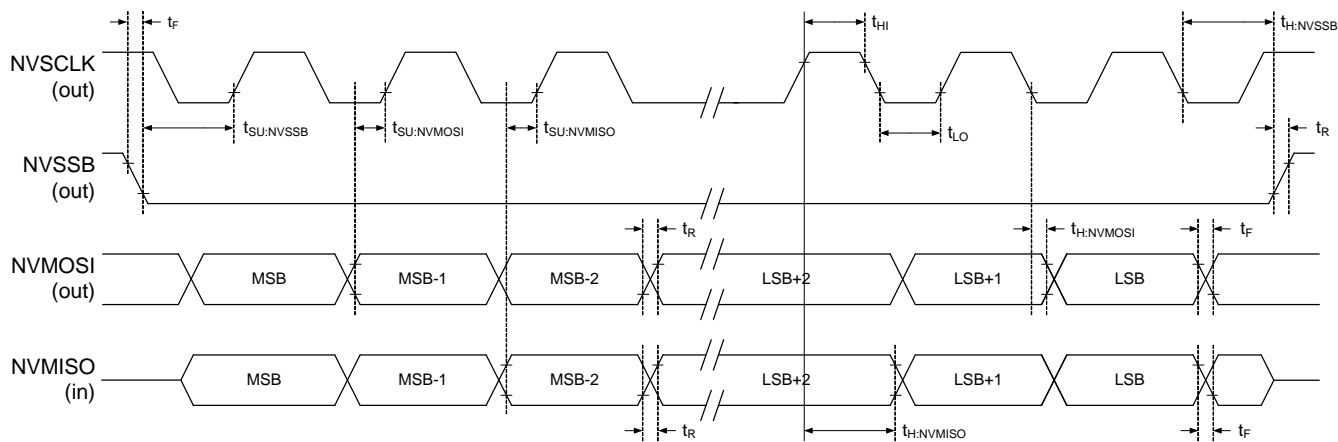 tF
tHI
tH:NVSSB
NVSCLK
(out)
tSU:NVSSB
tSU:NVMOSI
tSU:NVMISO
tLO
tR
NVSSB
(out)
tR
tH:NVMOSI
tF
NVMOSI
(out)
MSB
MSB-1
MSB-2
LSB+2
LSB+1
LSB
NVMISO
(in)
MSB
MSB-1
MSB-2
LSB+2
LSB+1
LSB
tR
tH:NVMISO
tF